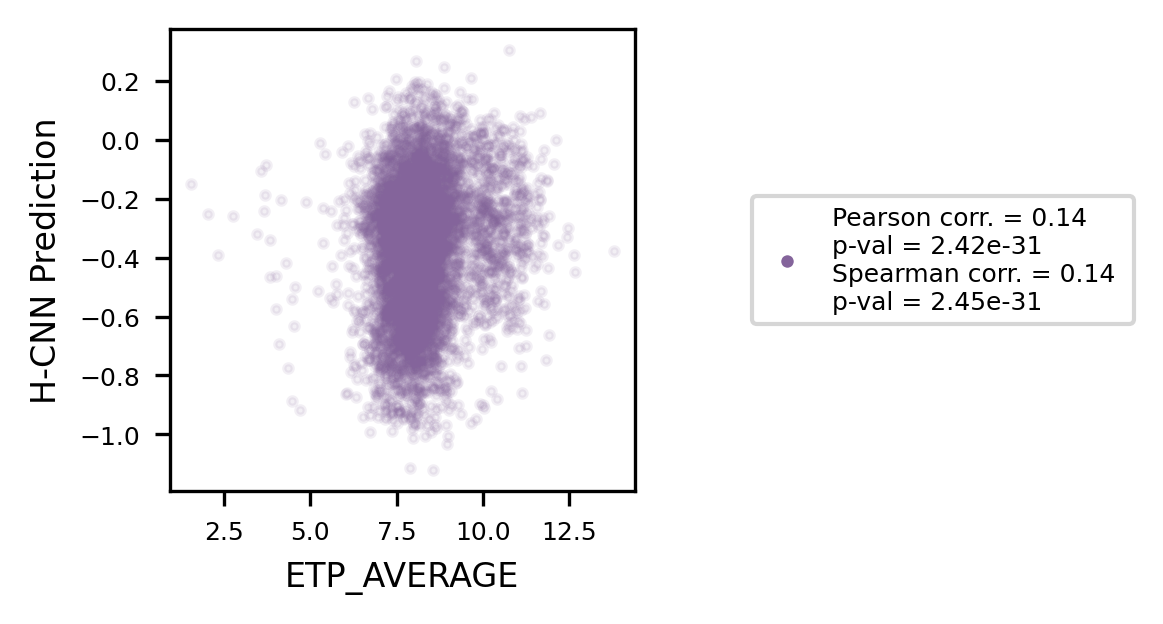 H-CNN Prediction
0.2
0.0
−0.2
−0.4
−0.6
−0.8
−1.0
2.5 5.0 7.5 10.0 12.5
ETP_AVERAGE
Pearson corr. = 0.14
p-val = 2.42e-31
Spearman corr. = 0.14
p-val = 2.45e-31